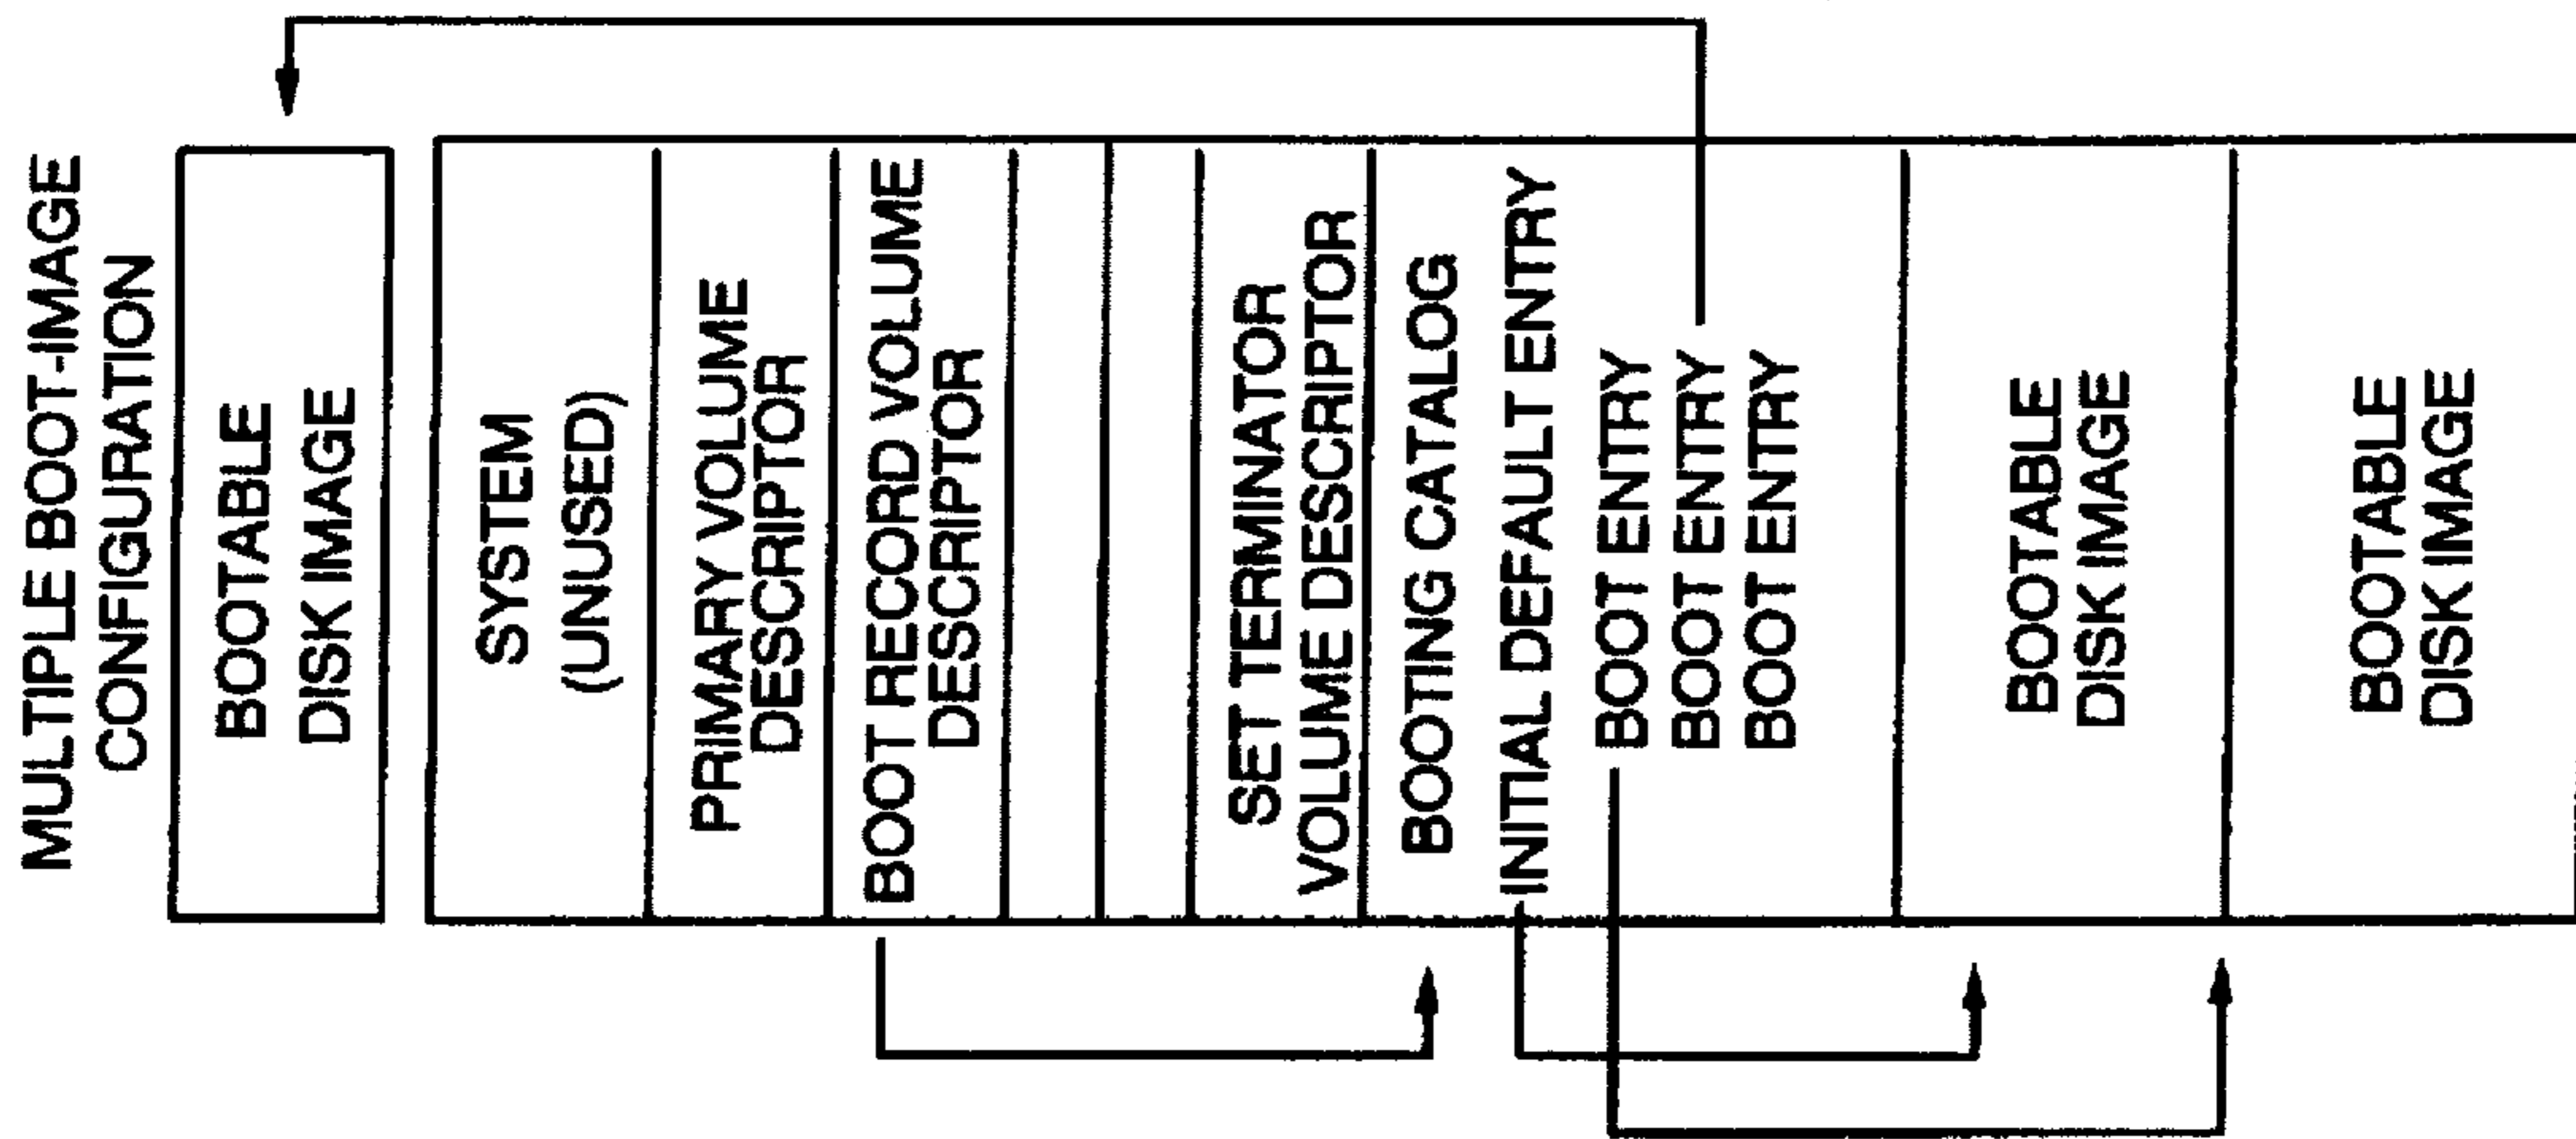 MULTIPLE BOOT-IMAGE
CONFIGURATION
BOOTABLE
DISK IMAGE
SYSTEM
(UNUSED)
PRIMARY VOLUME
DESCRIPTOR
BOOT RECORD VOLUME
DESCRIPTOR
SET TERMINATOR
VOLUME DESCRIPTOR
BOOTING CATALOG
INITIAL DEFAULT ENTRY
BOOT ENTRY
BOOT ENTRY
BOOT ENTRY
BOOTABLE
DISK IMAGE
BOOTABLE
DISK IMAGE